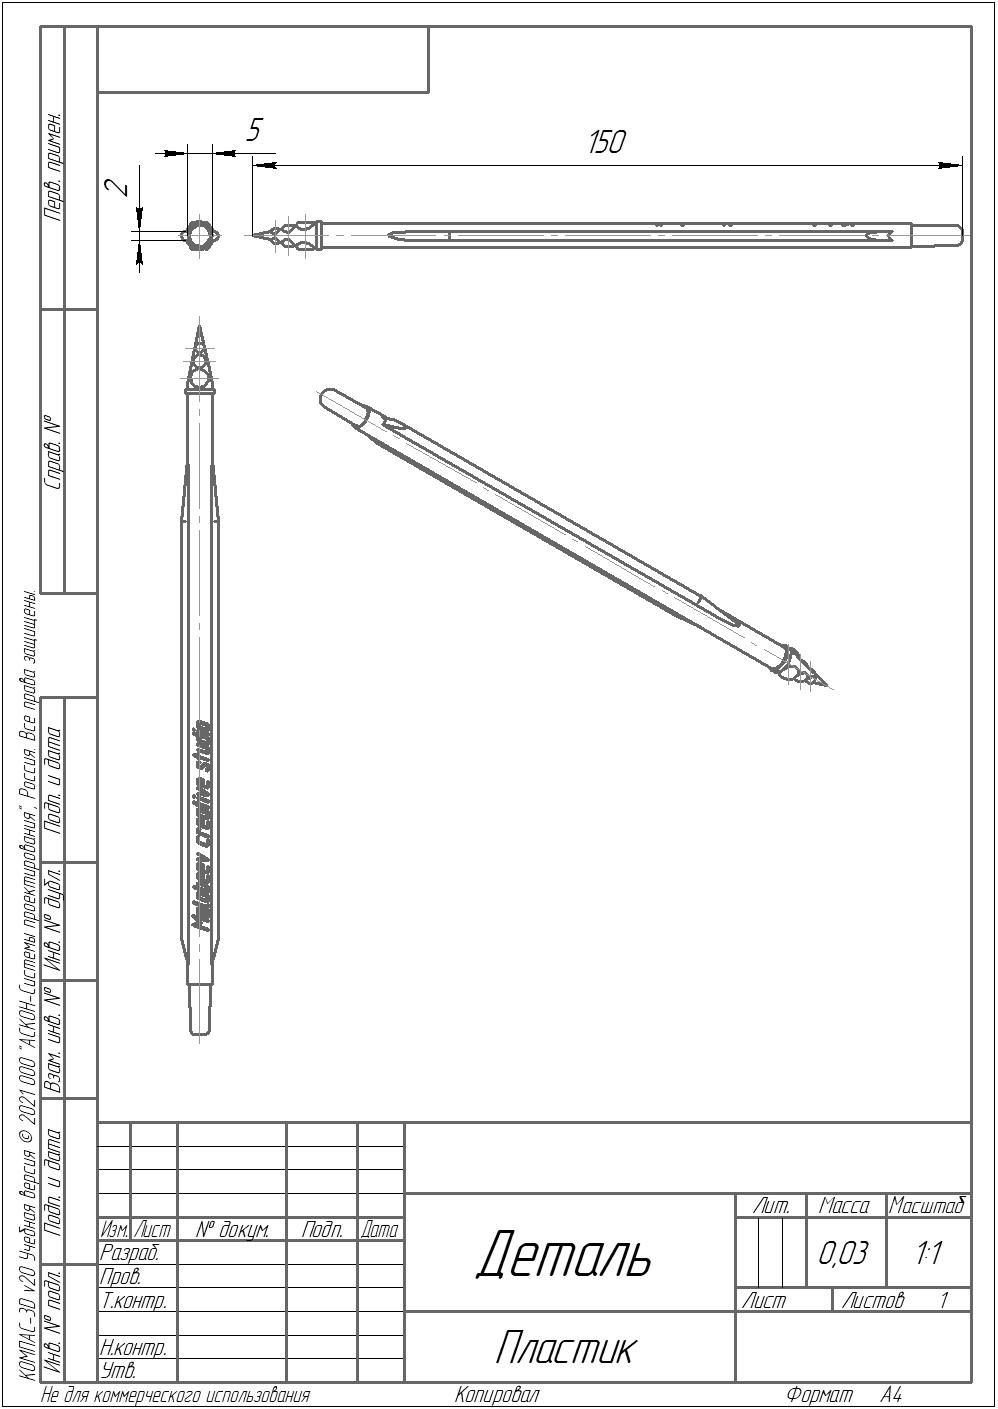 5
150
2
Перв. примен.
Справ. №
Подп. и дата
Инв. № дубл.
Взам. инв. №
Подп. и дата
Инв. № подл.
КОМПАС-3D v20 Учебная версия © 2021 ООО "АСКОН-Системы проектирования", Россия. Все права защищены.
creative studio
Изм. Лист № докум. Подп. Дата
Разраб.
Пров.
Т.контр.
Н.контр.
Утв.
Деталь
Пластик
Лит. Масса Масштаб
0,03 1:1
Лист Листов 1
Не для коммерческого использования Копировал Формат А4